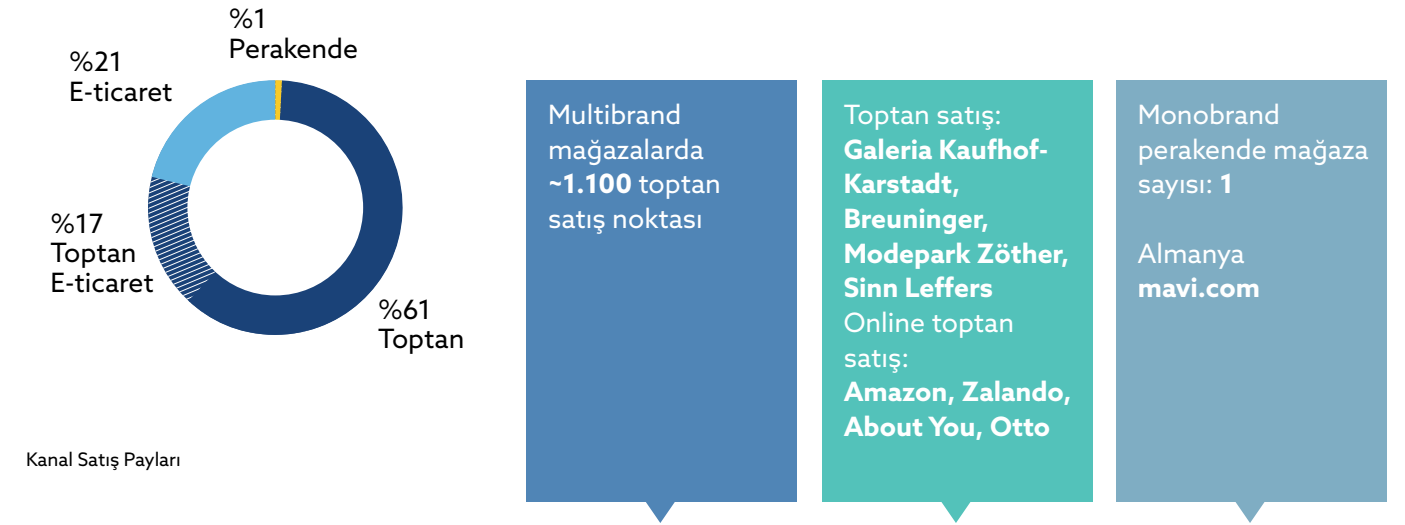 %1
Perakende
%21
E-ticaret
%17
Toptan
E-ticaret
%61
Toptan
Kanal Satış Payları
Multibrand
mağazalarda
~1.100 toptan
satış noktası
Toptan satış:
Galeria Kaufhof-
Karstadt,
Breuninger,
Modepark Zöther,
Sinn Leffers
Online toptan
satış:
Amazon, Zalando,
About You, Otto
Monobrand
perakende mağaza
sayısı: 1
Almanya
mavi.com